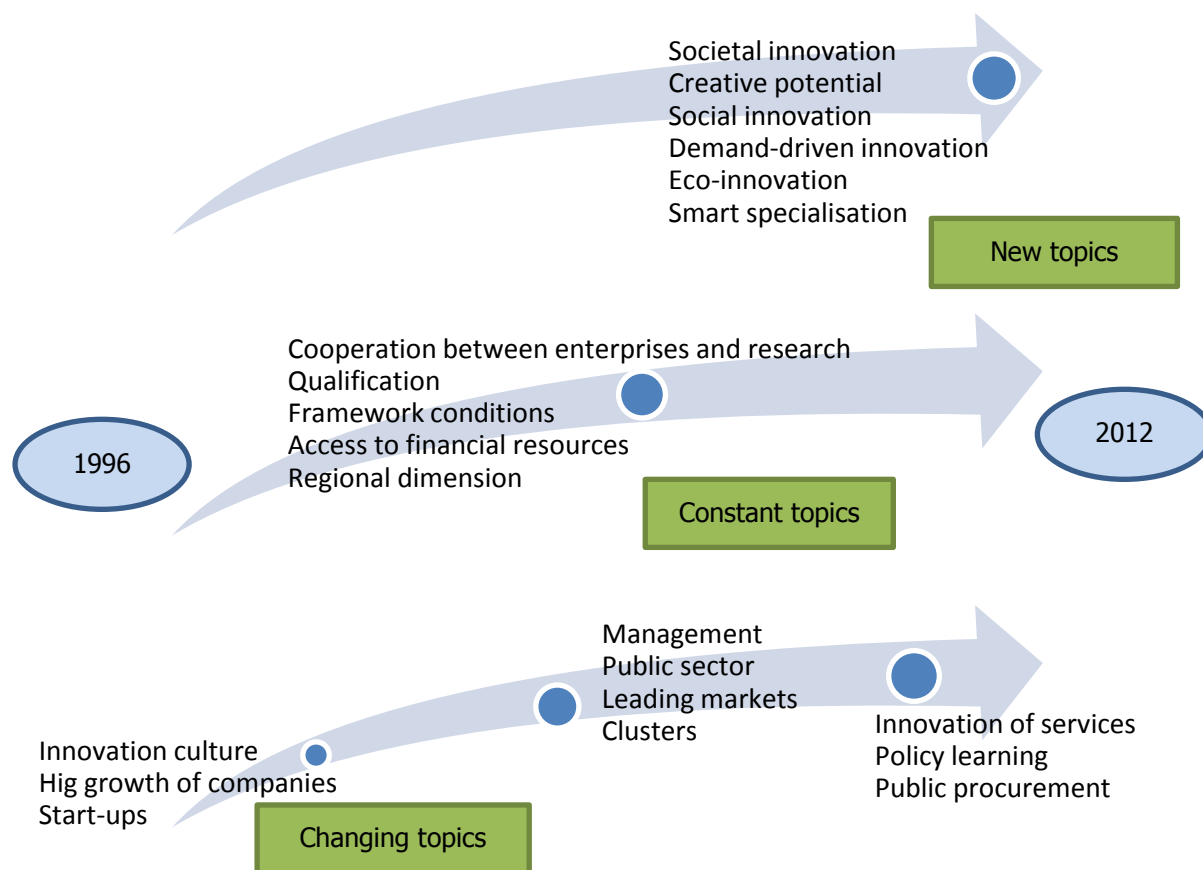 Societal innovation
Creative potential
Social innovation
Demand-driven innovation
Eco-innovation
Smart specialisation
New topics
Cooperation between enterprises and research
Qualification
Framework conditions
Access to financial resources
Regional dimension
1996
2012
Constant topics
Management
Public sector
Leading markets
Clusters
Innovation of services
Policy learning
Public procurement
Innovation culture
Hig growth of companies
Start-ups
Changing topics